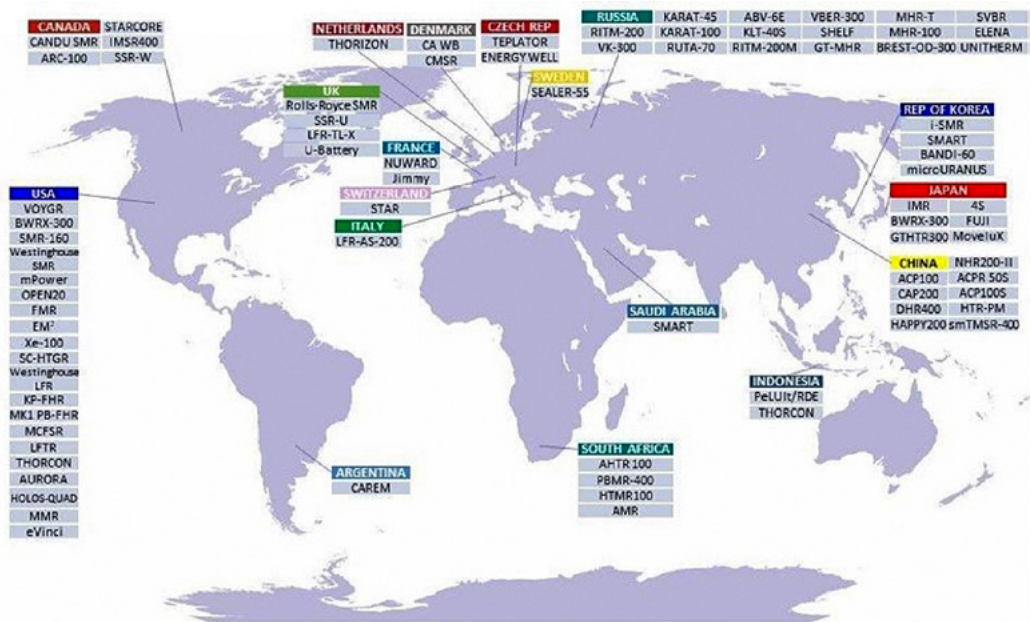 CANADA STARCORE
CANDU SMR IMSR400
ARC-100 SSR-W
NETHERLANDS
THORIZON
DENMARK
CA WB
CMSR
CZECH REP
TEPLATOR
ENERGY WELL
SWEDEN
SEALER-55
RUSSIA KARAT-45 ABV-6E VBER-300 MHR-T SVBR
RITM-200 KARAT-100 KLT-40S SHELF MHR-100 ELENA
VK-300 RUTA-70 RITM-200M GT-MHR BREST-OD-300 UNITHERM
UK
Rolls-Royce SMR
SSR-U
LFR-TL-X
U-Battery
FRANCE
NUWARD
Jimmy
SWITZERLAND
STAR
ITALY
LFR-AS-200
REP OF KOREA
i-SMR
SMART
BANDI-60
microURANUS
JAPAN
IMR 4S
BWRX-300 FUJI
GTHTR300 MoveluX
CHINA NHR200-II
ACP100 ACPR 50S
CAP200 ACP100S
DHR400 HTR-PM
HAPPY200 smTMSR-400
USA
VOYGR
BWRX-300
SMR-160
Westinghouse
SMR
mPower
OPEN20
FMR
EM²
Xe-100
SC-HTGR
Westinghouse
LFR
KP-FHR
MK1 PB-FHR
MCFSR
LFTR
THORCON
AURORA
HOLOS-QUAD
MMR
eVinci
SAUDI ARABIA
SMART
INDONESIA
PeLUIt/RDE
THORCON
ARGENTINA
CAREM
SOUTH AFRICA
AHTR100
PBMR-400
HTMR100
AMR